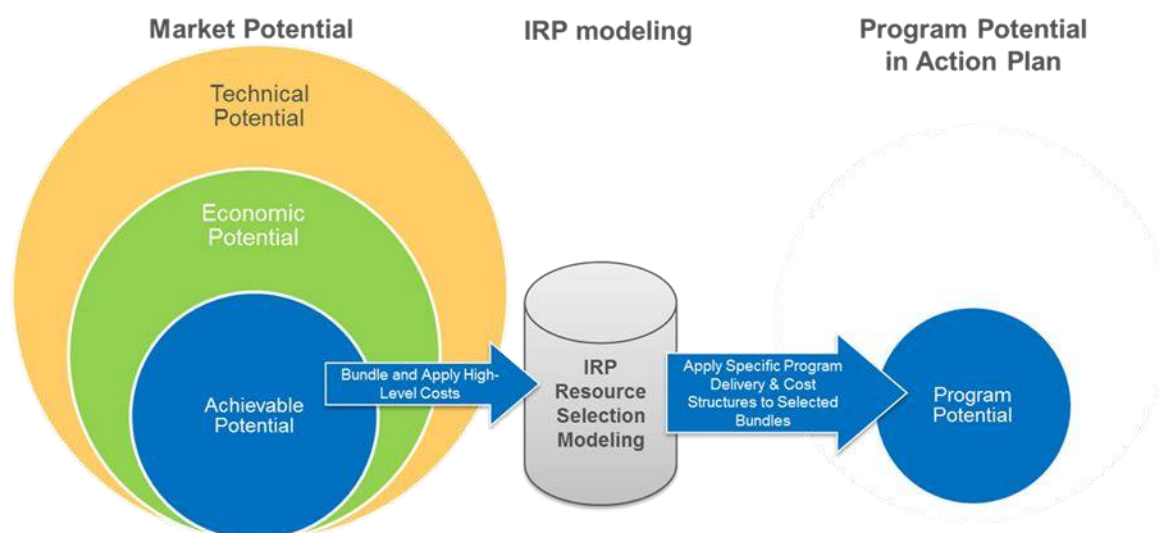 Market Potential
IRP modeling
Program Potential
in Action Plan
Technical
Potential
Economic
Potential
Achievable
Potential
Bundle and Apply High-
Level Costs
IRP
Resource
Selection
Modeling
Apply Specific Program
Delivery & Cost
Structures to Selected
Bundles
Program
Potential